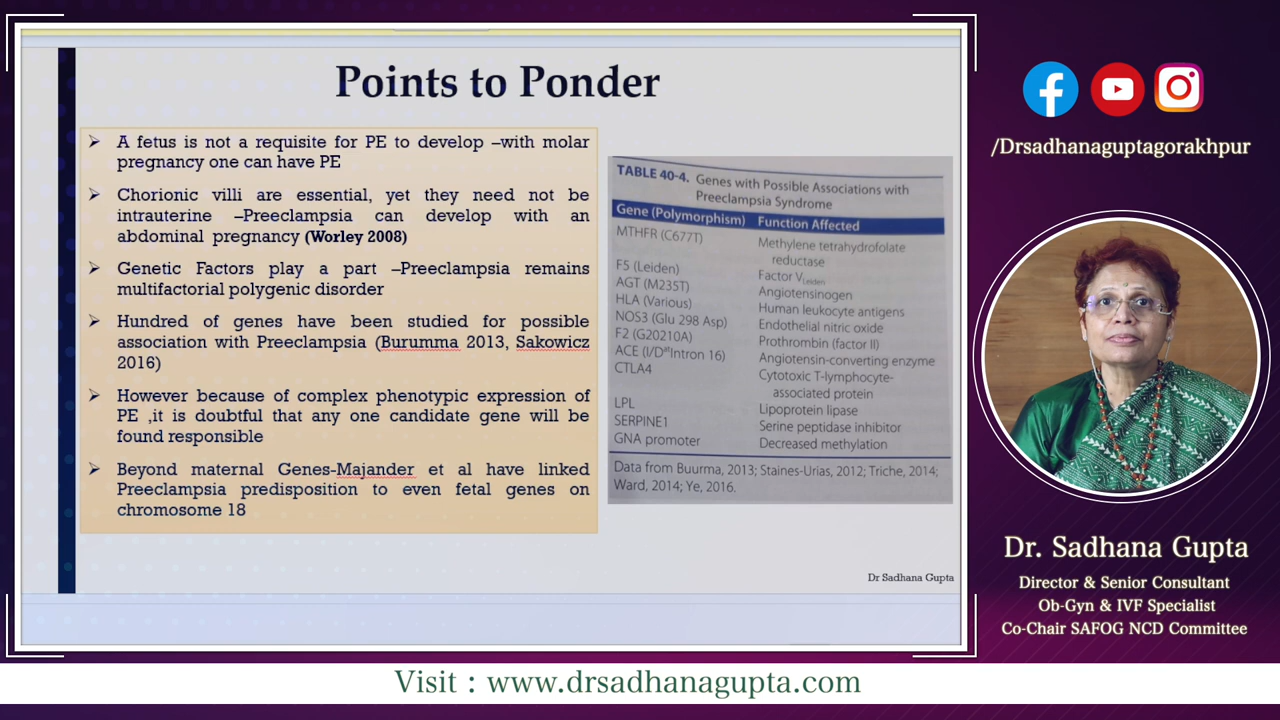 Points to Ponder
A fetus is not a requisite for PE to develop –with molar
pregnancy one can have PE
Chorionic villi are essential, yet they need not be
intrauterine –Preeclampsia can develop with an
abdominal pregnancy (Worley 2008)
Genetic Factors play a part –Preeclampsia remains
multifactorial polygenic disorder
Hundred of genes have been studied for possible
association with Preeclampsia (Burumma 2013, Sakowicz
2016)
However because of complex phenotypic expression of
PE ,it is doubtful that any one candidate gene will be
found responsible
Beyond maternal Genes-Majander et al have linked
Preeclampsia predisposition to even fetal genes on
chromosome 18
TABLE 40-4. Genes with Possible Associations with
Preeclampsia Syndrome
Gene (Polymorphism) Function Affected
MTHFR (C677T) Methylene tetrahydrofolate
reductase
F5 (Leiden) Factor V Leiden
AGT (M235T) Angiotensinogen
HLA (Various) Human leukocyte antigens
NOS3 (Glu 298 Asp) Endothelial nitric oxide
F2 (G20210A) Prothrombin (factor II)
ACE (I/D at Intron 16) Angiotensin-converting enzyme
CTLA4 Cytotoxic T-lymphocyte-
associated protein
LPL Lipoprotein lipase
SERPINE1 Serine peptidase inhibitor
GNA promoter Decreased methylation
Data from Buurma, 2013; Staines-Urias, 2012; Triche, 2014;
Ward, 2014; Ye, 2016.
Dr Sadhana Gupta
/Drsadhanaguptagorakhpur
Dr. Sadhana Gupta
Director & Senior Consultant
Ob-Gyn & IVF Specialist
Co-Chair SAFOG NCD Committee
Visit : www.drsadhanagupta.com